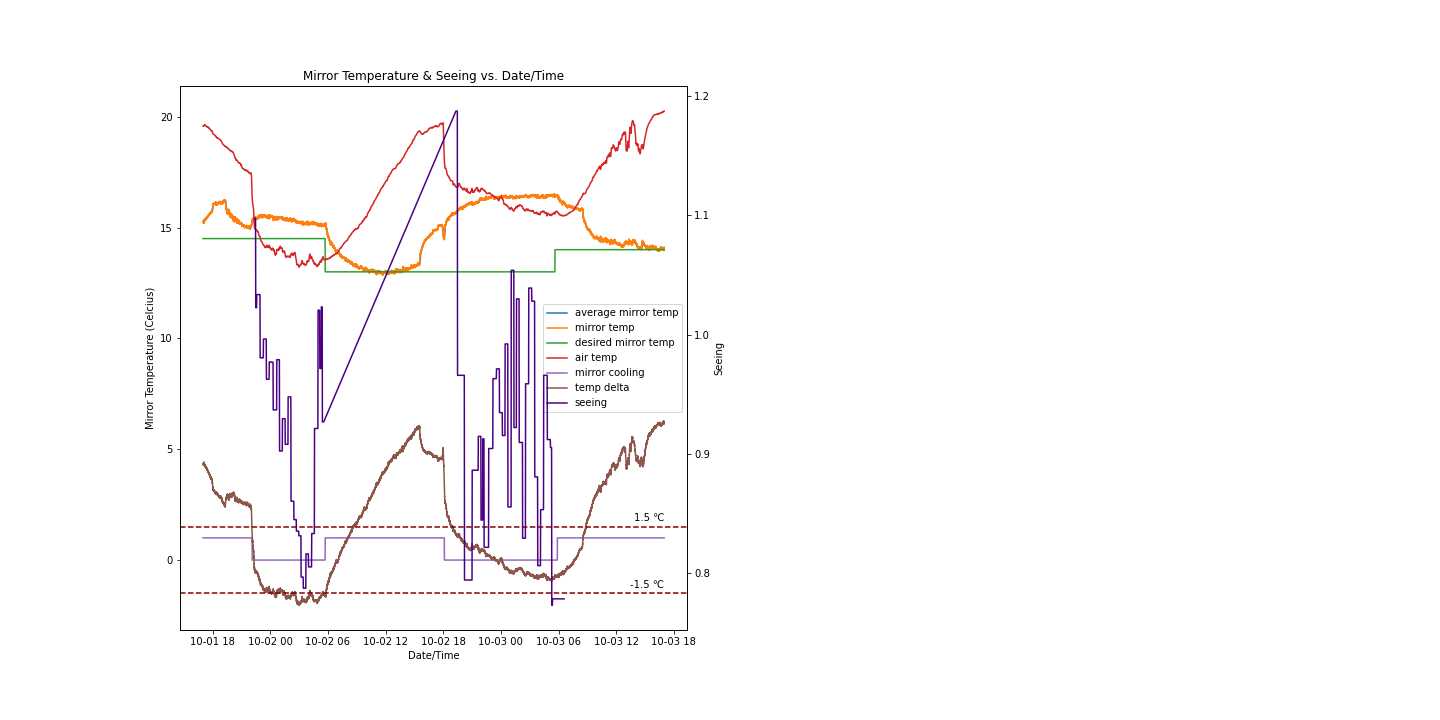 Mirror Temperature & Seeing vs. Date/Time
Mirror Temperature (Celcius)
20
15
10
5
0
1.2
1.1
1.0
0.9
0.8
Seeing
average mirror temp
mirror temp
desired mirror temp
air temp
mirror cooling
temp delta
seeing
1.5 °C
-1.5 °C
10-01 18 10-02 00 10-02 06 10-02 12 10-02 18 10-03 00 10-03 06 10-03 12 10-03 18
Date/Time